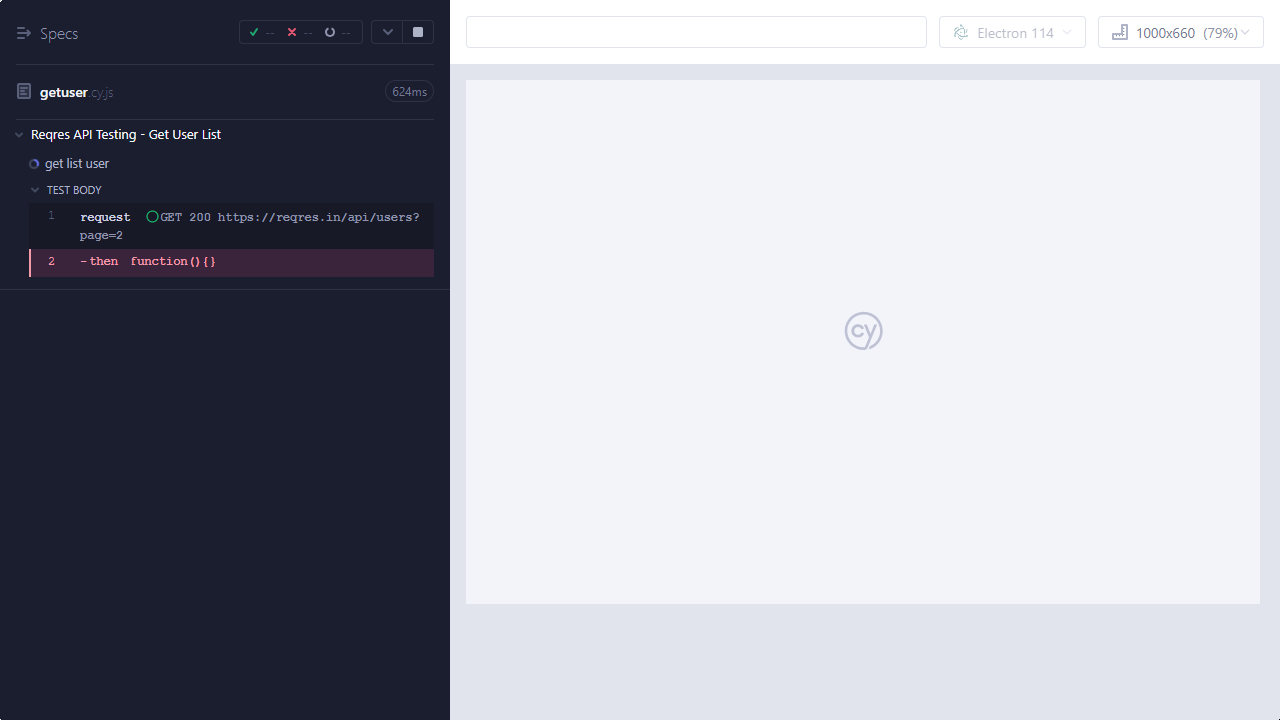 Specs
-- -- --
getuser.cy.js
624ms
Reqres API Testing - Get User List
get list user
TEST BODY
1 request GET 200 https://reqres.in/api/users?
page=2
2 -then function(){}
Electron 114
1000x660 (79%)
cy